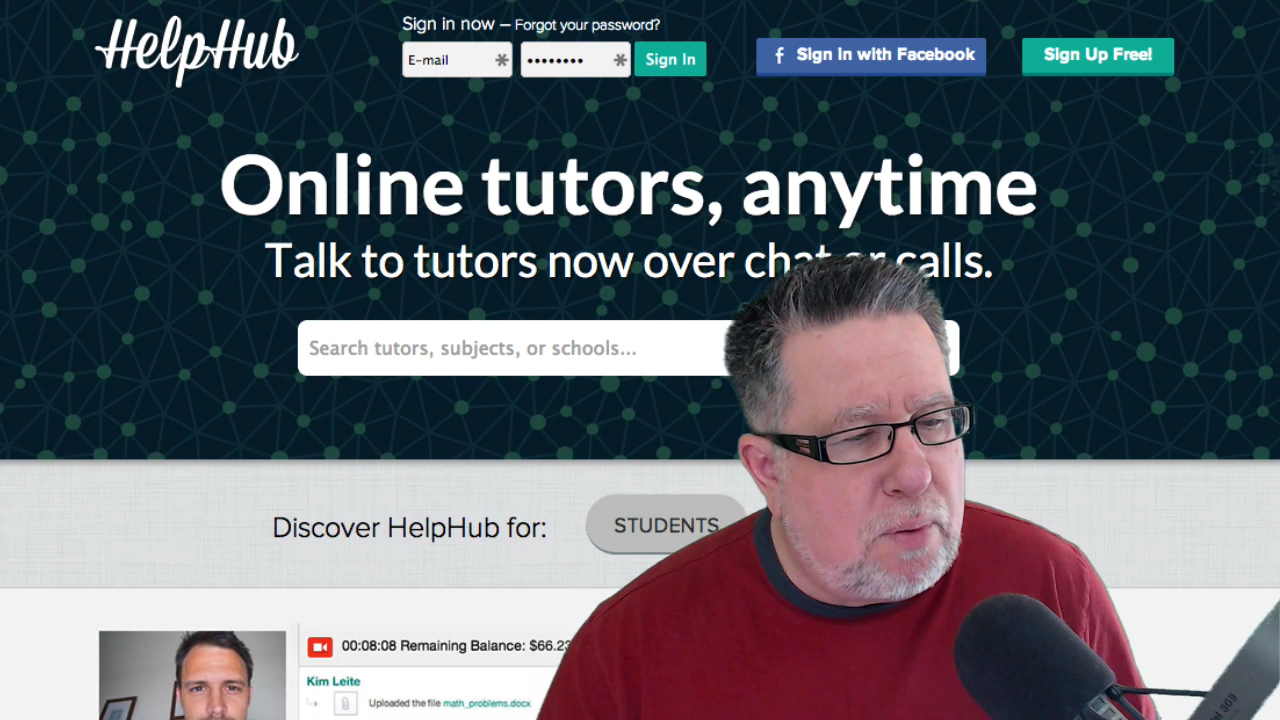 HelpHub
Sign in now – Forgot your password?
E-mail
Sign In
Sign In with Facebook
Sign Up Free!
Online tutors, anytime
Talk to tutors now over chat or calls.
Search tutors, subjects, or schools...
Discover HelpHub for:
STUDENTS
00:08:08 Remaining Balance: $66.23
Kim Leite
Uploaded the file math_problems.docx